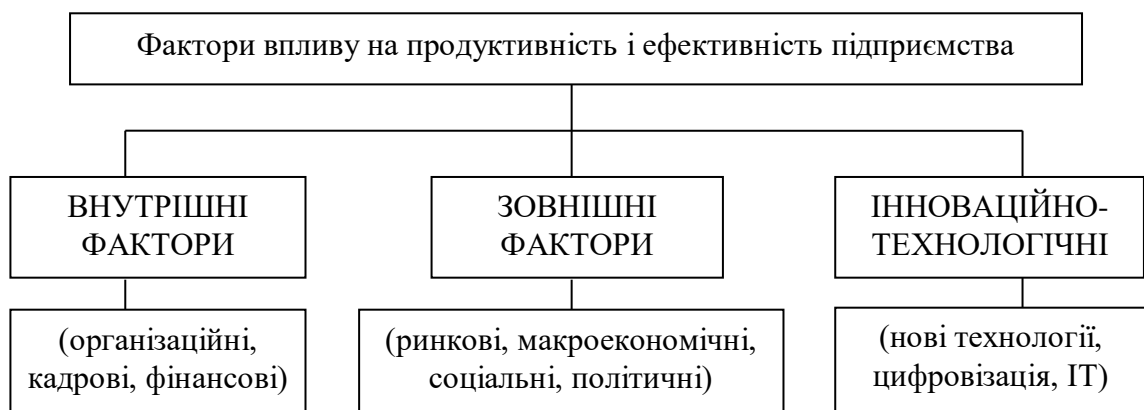 Фактори впливу на продуктивність і ефективність підприємства
ВНУТРІШНІ
ФАКТОРИ
ЗОВНІШНІ
ФАКТОРИ
ІННОВАЦІЙНО-
ТЕХНОЛОГІЧНІ
(організаційні,
кадрові, фінансові)
(ринкові, макроекономічні,
соціальні, політичні)
(нові технології,
цифровізація, ІТ)